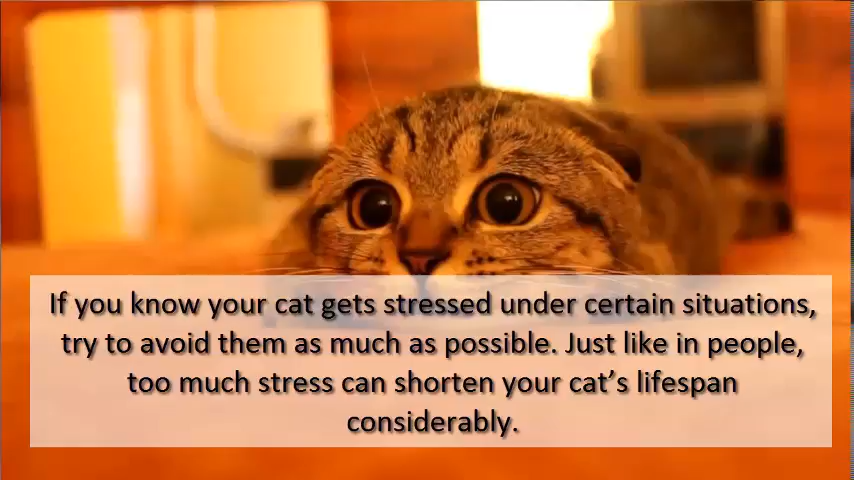 If you know your cat gets stressed under certain situations,
try to avoid them as much as possible. Just like in people,
too much stress can shorten your cat’s lifespan
considerably.